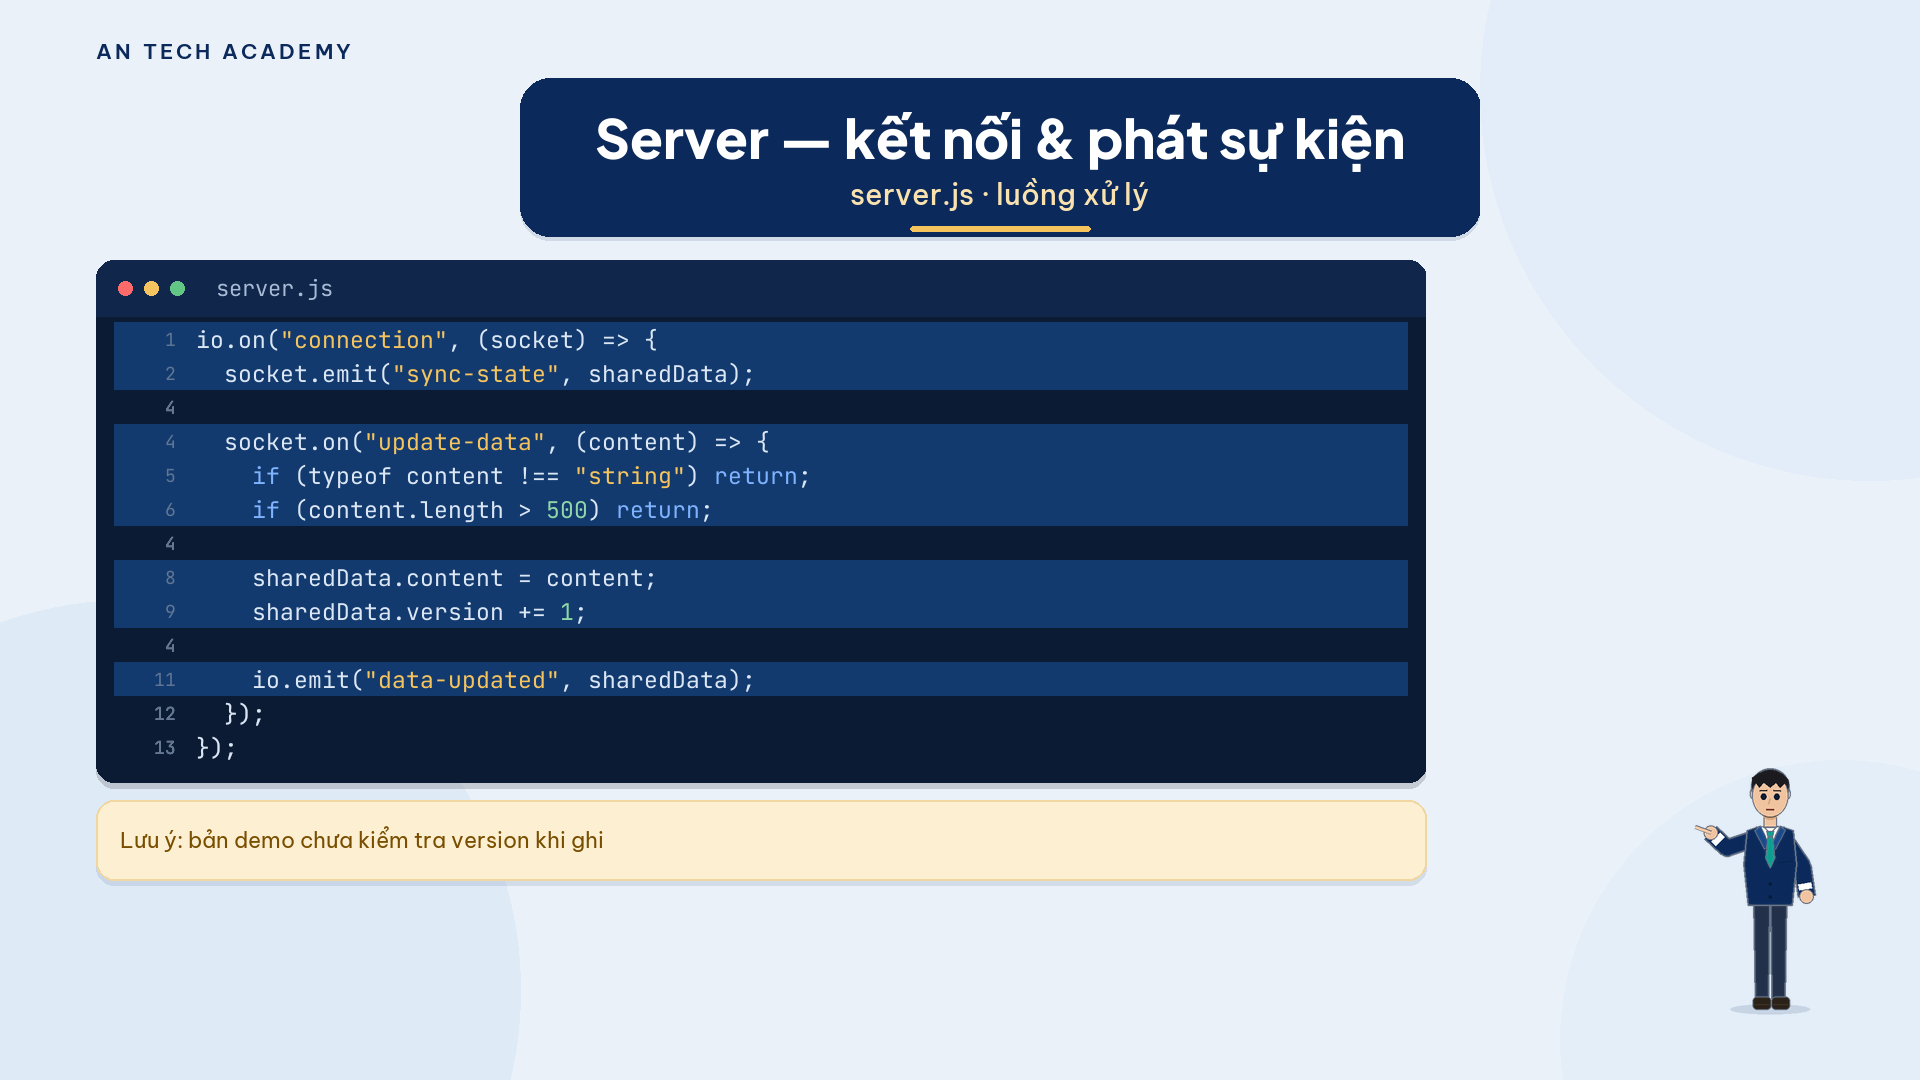 AN TECH ACADEMY
Server — kết nối & phát sự kiện
server.js · luồng xử lý
server.js
1 io.on("connection", (socket) => {
2   socket.emit("sync-state", sharedData);
4
4   socket.on("update-data", (content) => {
5     if (typeof content !== "string") return;
6     if (content.length > 500) return;
4
8     sharedData.content = content;
9     sharedData.version += 1;
4
11     io.emit("data-updated", sharedData);
12   });
13 });
Lưu ý: bản demo chưa kiểm tra version khi ghi